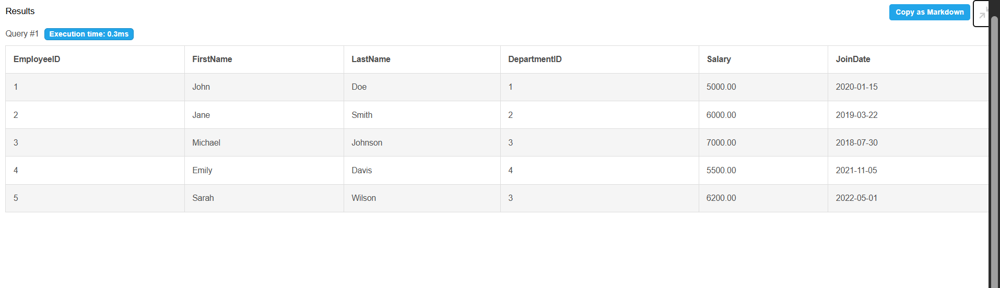 Results
Copy as Markdown
Query #1 Execution time: 0.3ms
EmployeeID FirstName LastName DepartmentID Salary JoinDate
1 John Doe 1 5000.00 2020-01-15
2 Jane Smith 2 6000.00 2019-03-22
3 Michael Johnson 3 7000.00 2018-07-30
4 Emily Davis 4 5500.00 2021-11-05
5 Sarah Wilson 3 6200.00 2022-05-01